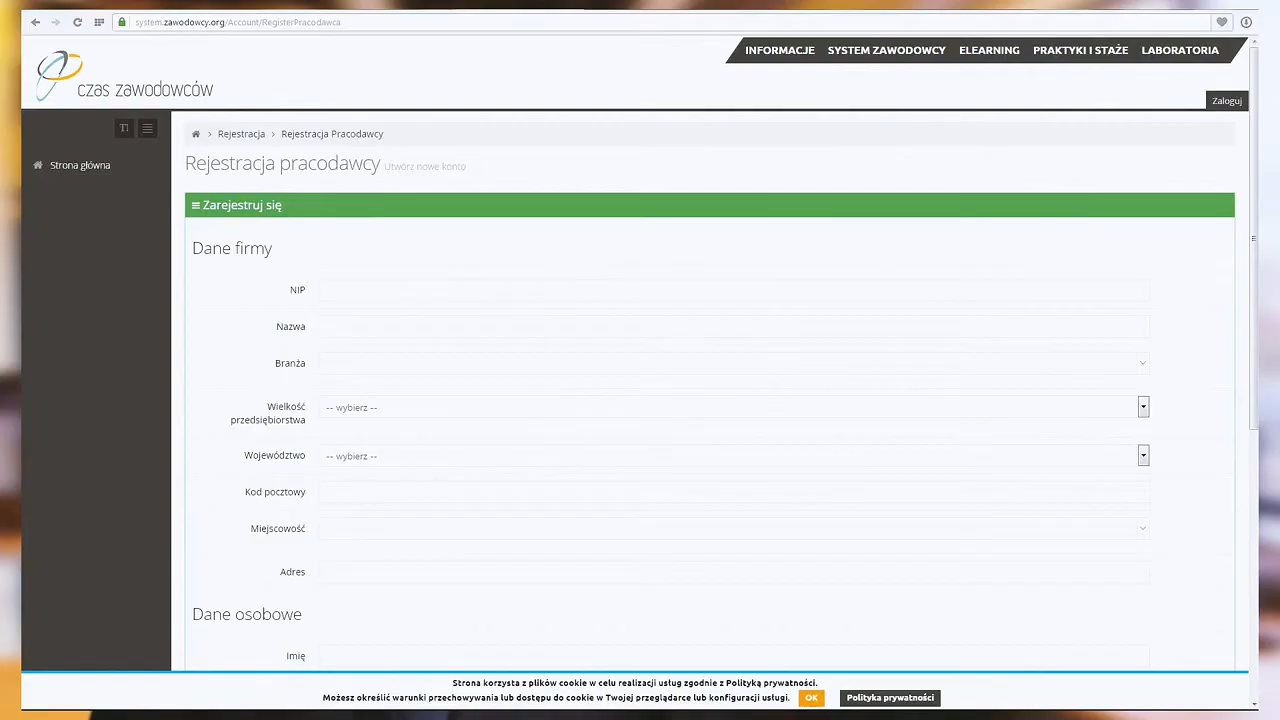 system.zawodowcy.org/Account/RegisterPracodawca
INFORMACJE SYSTEM ZAWODOWCY ELEARNING PRAKTYKI I STAŻE LABORATORIA
czas zawodowców
Zaloguj
TI
Rejestracja > Rejestracja Pracodawcy
Strona główna
Rejestracja pracodawcy Utwórz nowe konto
Zarejestruj się
Dane firmy
NIP
Nazwa
Branża
Wielkość
przedsiębiorstwa
-- wybierz --
Województwo
-- wybierz --
Kod pocztowy
Miejscowość
Adres
Dane osobowe
Imię
Strona korzysta z plików cookie w celu realizacji usług zgodnie z Polityką prywatności.
Możesz określić warunki przechowywania lub dostępu do cookie w Twojej przeglądarce lub konfiguracji usługi. OK Polityka prywatności